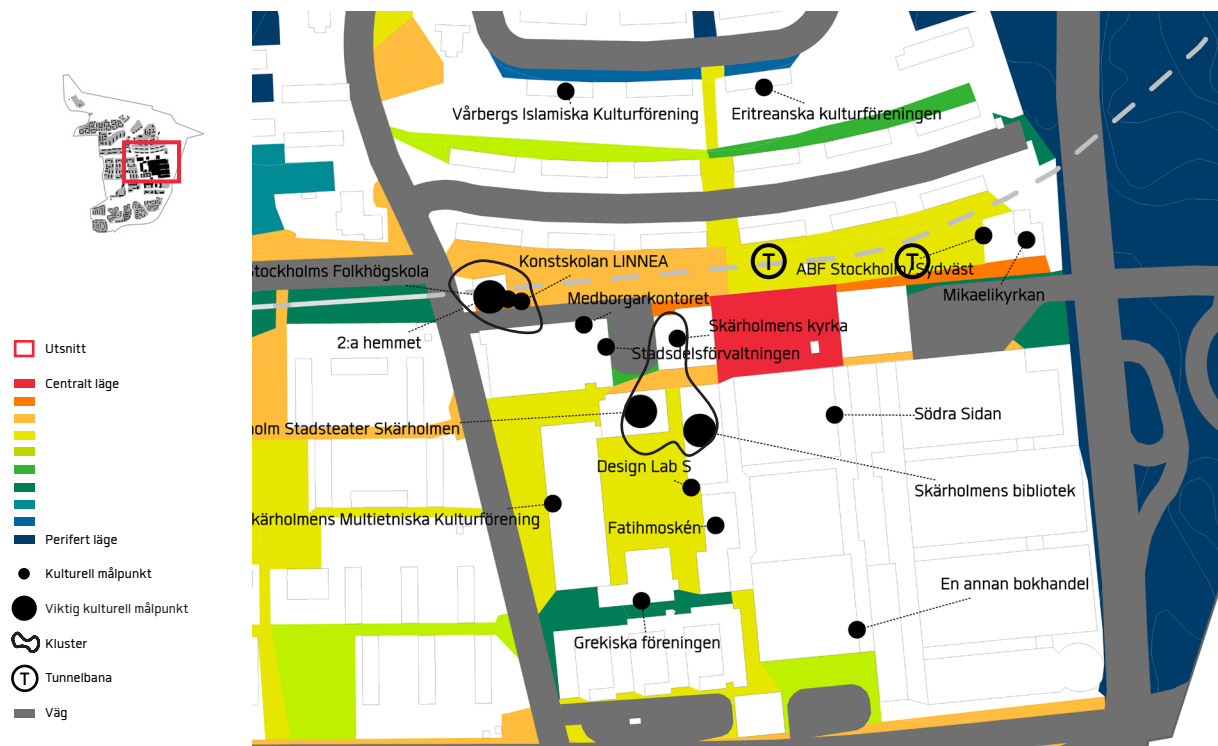 Vårbergs Islamiska Kulturförening
Eritreanska kulturföreningen
Stockholms Folkhögskola
Konstskolan LINNEA
T
T
ABF Stockholm/Sydväst
Mikaelikyrkan
Medborgarkontoret
2:a hemmet
Skärholmens kyrka
Stadsdelsförvaltningen
holm Stadsteater Skärholmen
Södra Sidan
Design Lab S
Skärholmens bibliotek
kärholmens Multietniska Kulturförening
Fatihmoskén
En annan bokhandel
Grekiska föreningen
Utsnitt
Centralt läge
Perifert läge
Kulturell målpunkt
Viktig kulturell målpunkt
Kluster
T Tunnelbana
Väg